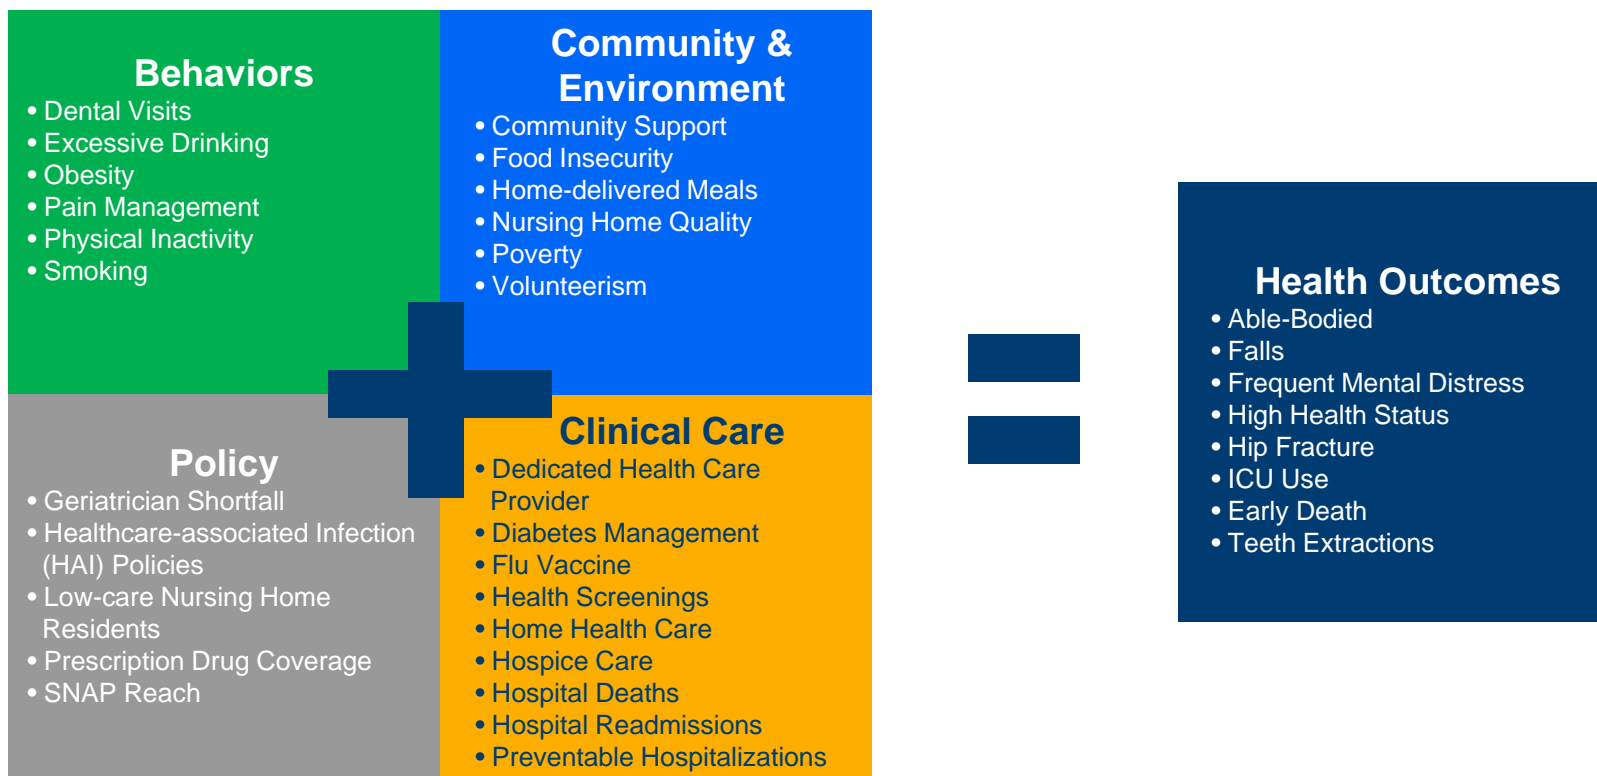 Behaviors
• Dental Visits
• Excessive Drinking
• Obesity
• Pain Management
• Physical Inactivity
• Smoking
Community &
Environment
• Community Support
• Food Insecurity
• Home-delivered Meals
• Nursing Home Quality
• Poverty
• Volunteerism
Policy
• Geriatrician Shortfall
• Healthcare-associated Infection
(HAI) Policies
• Low-care Nursing Home
Residents
• Prescription Drug Coverage
• SNAP Reach
Clinical Care
• Dedicated Health Care
Provider
• Diabetes Management
• Flu Vaccine
• Health Screenings
• Home Health Care
• Hospice Care
• Hospital Deaths
• Hospital Readmissions
• Preventable Hospitalizations
Health Outcomes
• Able-Bodied
• Falls
• Frequent Mental Distress
• High Health Status
• Hip Fracture
• ICU Use
• Early Death
• Teeth Extractions